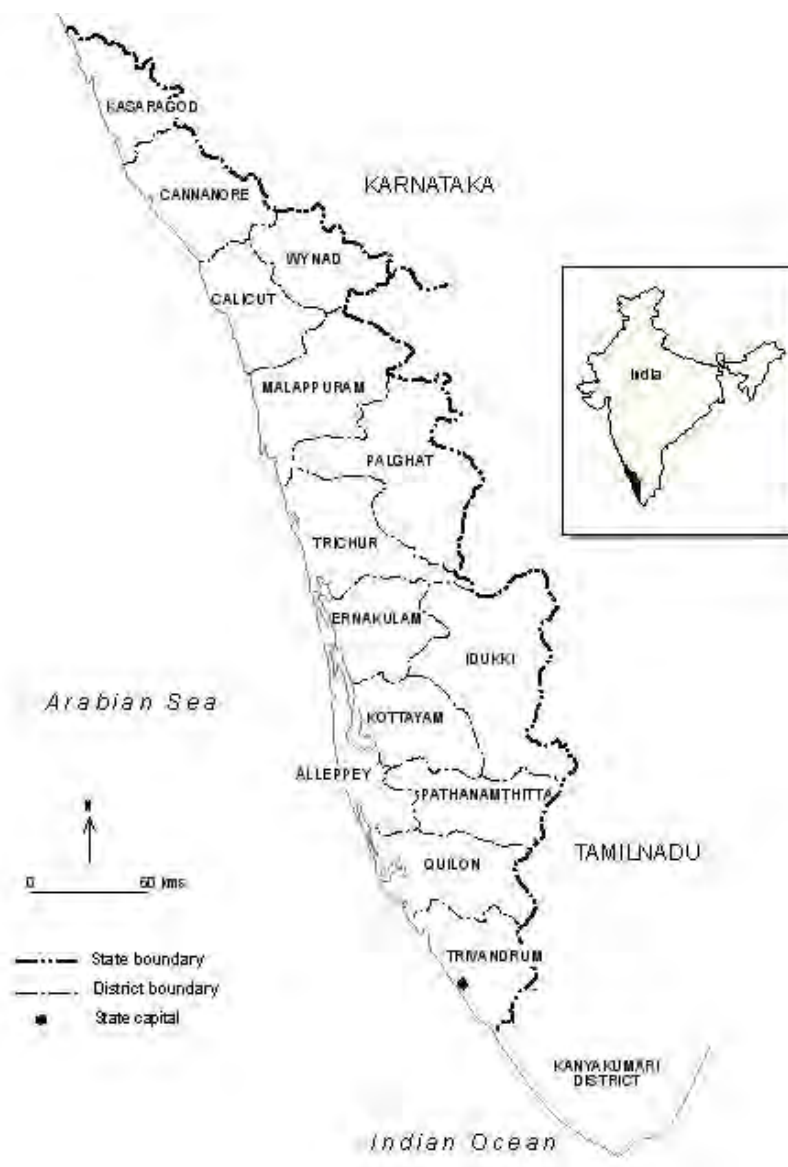 KASARAGOD
KARNATAKA
CANNANORE
WYNAD
CALICUT
India
MALAPPURAM
PALGHAT
TRICHUR
ERNAKULAM
IDUKKI
Arabian Sea
KOTTAYAM
ALLEPPEY
PATHANAMTHITTA
N
TAMILNADU
QUILON
0 60 kms
TRIVANDRUM
State boundary
District boundary
State capital
KANYAKUMARI
DISTRICT
Indian Ocean